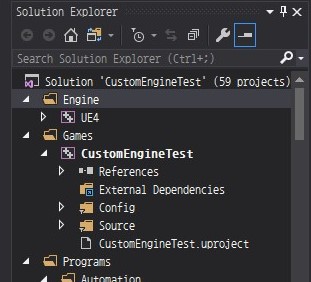 Solution Explorer
Search Solution Explorer (Ctrl+;)
Solution 'CustomEngineTest' (59 projects)
Engine
UE4
Games
CustomEngineTest
References
External Dependencies
Config
Source
CustomEngineTest.uproject
Programs
Automation